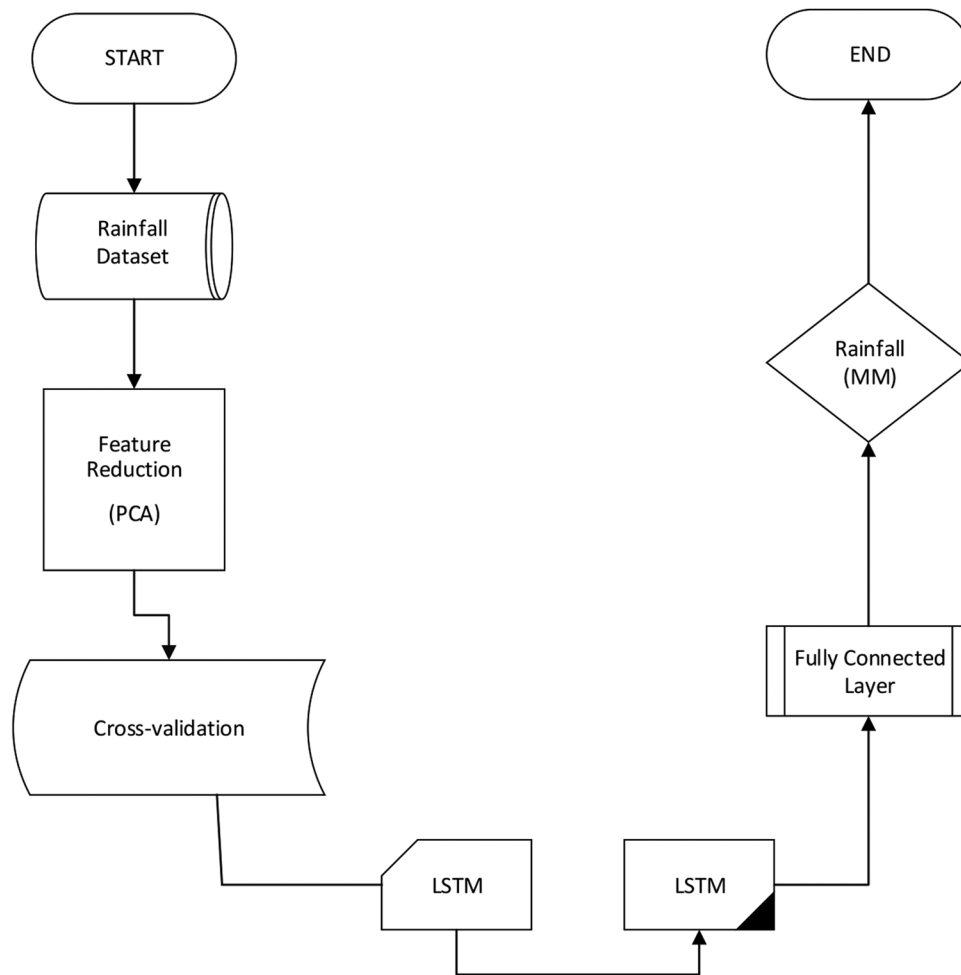 START
Rainfall
Dataset
Feature
Reduction
(PCA)
Cross-validation
LSTM
LSTM
Fully Connected
Layer
Rainfall
(MM)
END